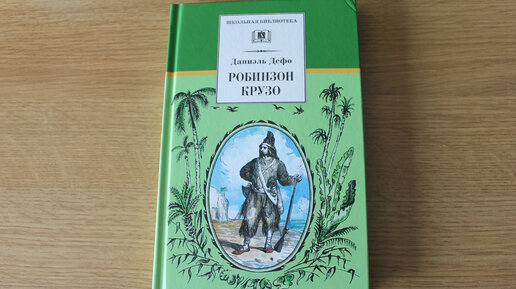 ШКОЛЬНАЯ БИБЛИОТЕКА
Даниэль Дефо
РОБИНЗОН
КРУЗО